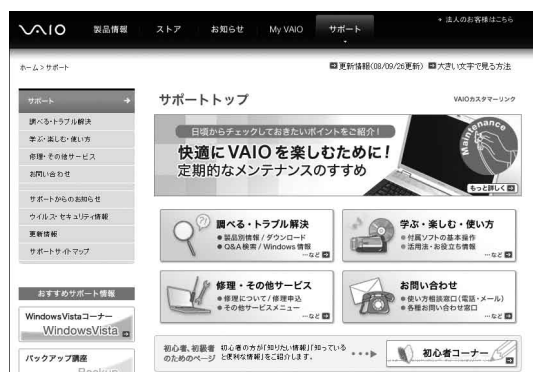 VAIO
製品情報
ストア
お知らせ
My VAIO
サポート
法人のお客様はこちら
ホーム>サポート
更新情報(08/09/26更新)
大きい文字で見る方法
サポート
調べる・トラブル解決
学ぶ・楽しむ・使い方
修理・その他サービス
お問い合わせ
サポートからのお知らせ
ウイルス・セキュリティ情報
更新情報
サポートサイトマップ
おすすめサポート情報
Windows Vistaコーナー
WindowsVista
バックアップ講座
Backup
サポートトップ
VAIOカスタマーリンク
日頃からチェックしておきたいポイントをご紹介!
快適にVAIOを楽しむために!
定期的なメンテナンスのすすめ
Maintenance
もっと詳しく
調べる・トラブル解決
●製品別情報/ダウンロード
●Q&A検索/Windows 情報
…など
学ぶ・楽しむ・使い方
●付属ソフトの基本操作
●活用法・お役立ち情報
…など
修理・その他サービス
●修理について/修理申込
●その他サービスメニュー
…など
お問い合わせ
●使い方相談窓口(電話・メール)
●各種お問い合わせ窓口
…など
初心者、初級者
のためのページ
初心者の方が「知りたい情報」「知っている
と便利な情報」をご紹介します。
初心者コーナー